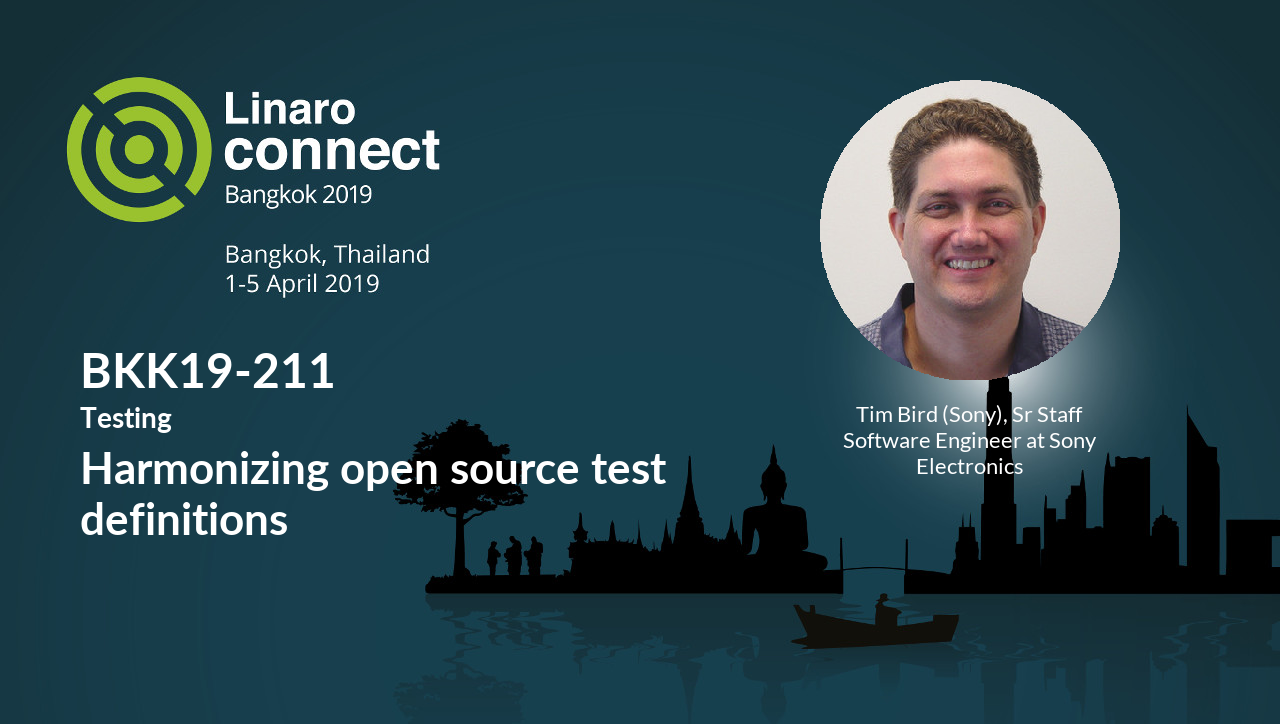 Linaro
connect
Bangkok 2019
Bangkok, Thailand
1-5 April 2019
BKK19-211
Testing
Harmonizing open source test
definitions
Tim Bird (Sony), Sr Staff
Software Engineer at Sony
Electronics